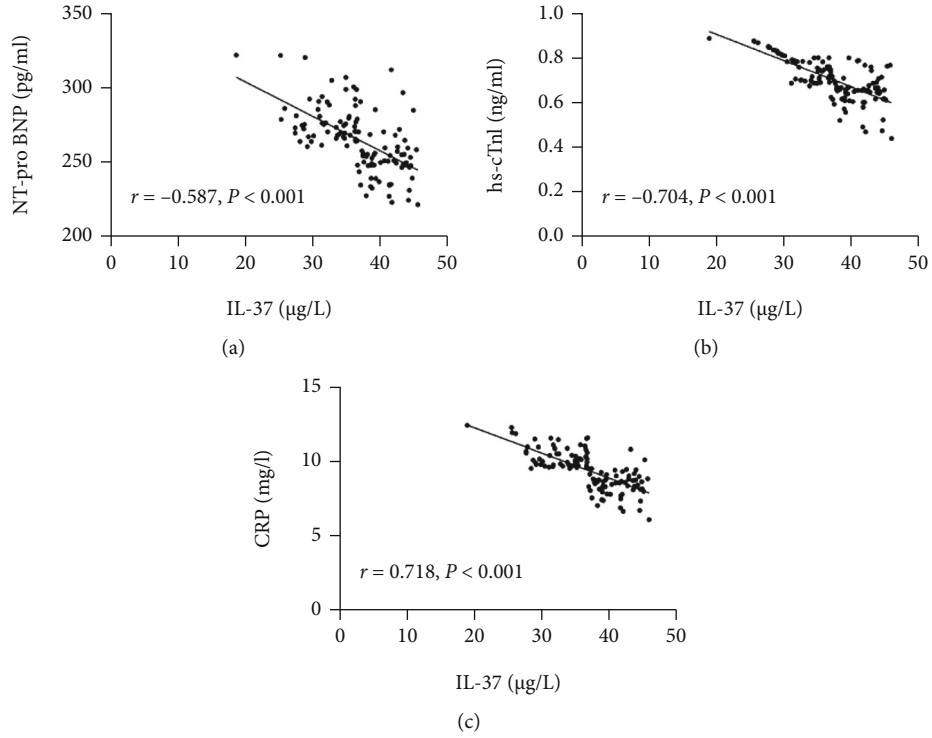 350
300
250
200
NT-pro BNP (pg/ml)
r = –0.587, P < 0.001
0 10 20 30 40 50
IL-37 (μg/L)
(a)
1.0
0.8
0.6
0.4
0.2
0.0
hs-cTnl (ng/ml)
r = –0.704, P < 0.001
0 10 20 30 40 50
IL-37 (μg/L)
(b)
15
10
5
0
CRP (mg/l)
r = 0.718, P < 0.001
0 10 20 30 40 50
IL-37 (μg/L)
(c)